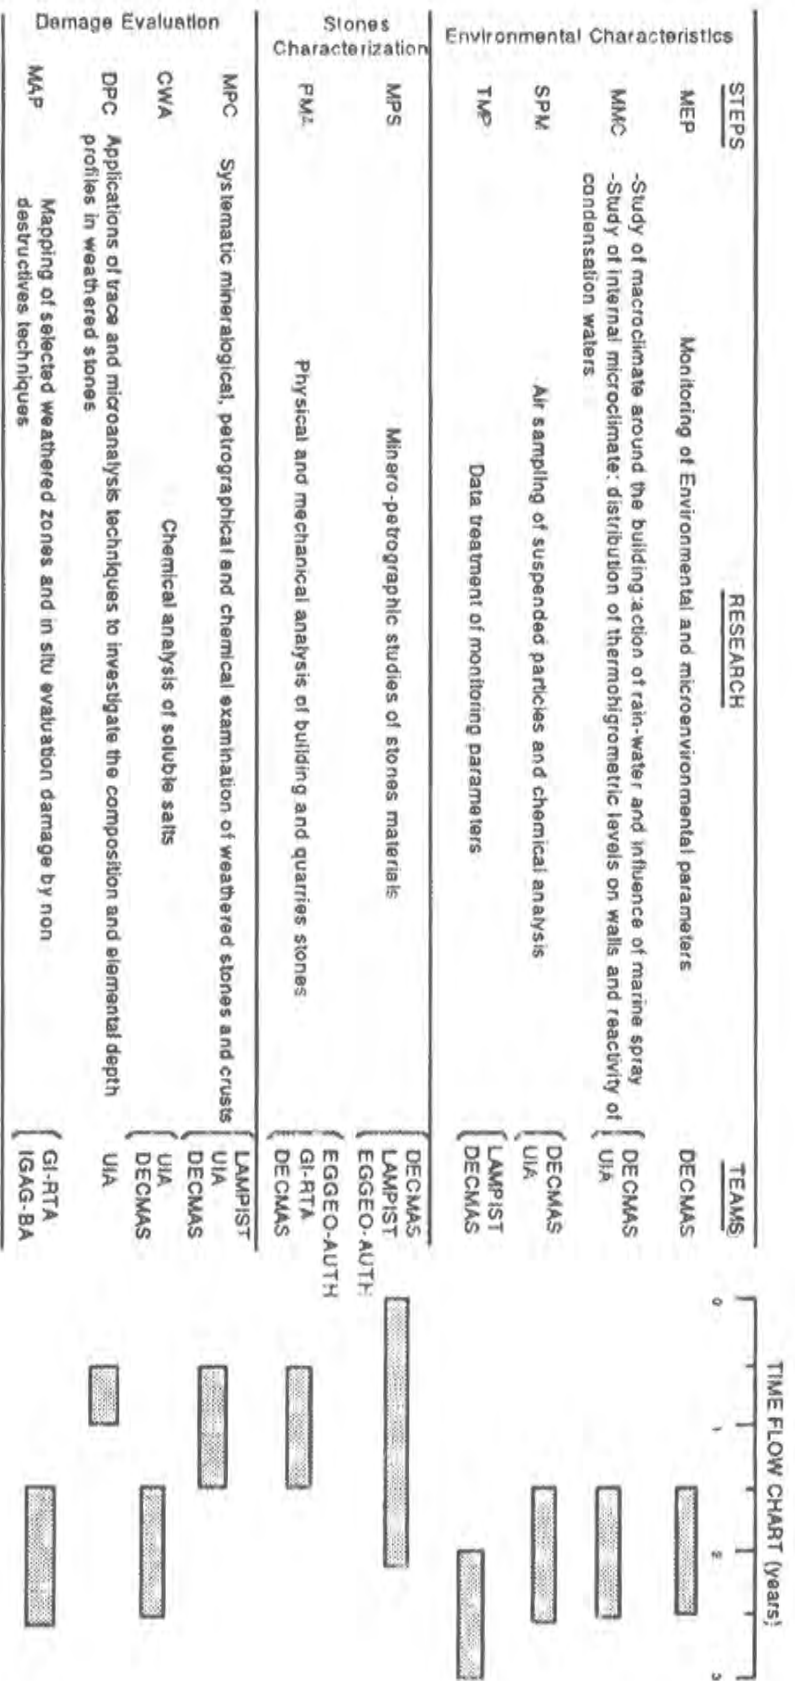 STEPS
RESEARCH
TEAMS
TIME FLOW CHART (years)
0
1
2
3
Environmental Characteristics
MEP
Monitoring of Environmental and microenvironmental parameters
DECMAS
MMC
-Study of macroclimate around the building:action of rain-water and influence of marine spray
-Study of internal microclimate: distribution of thermohigrometric levels on walls and reactivity of
condensation waters
DECMAS
UIA
SPM
Air sampling of suspended particles and chemical analysis
DECMAS
UIA
TMP
Data treatment of monitoring parameters
LAMPIST
DECMAS
Stones
Characterization
MPS
Minero-petrographic studies of stones materials
DECMAS
LAMPIST
EGGEO-AUTH
Physical and mechanical analysis of building and quarries stones
EGGEO-AUTH
GI-RTA
DECMAS
Damage Evaluation
MPC
Systematic mineralogical, petrographical and chemical examination of weathered stones and crusts
LAMPIST
UIA
DECMAS
CWA
Chemical analysis of soluble salts
UIA
DECMAS
DPC
Applications of trace and microanalysis techniques to investigate the composition and elemental depth
profiles in weathered stones
UIA
MAP
Mapping of selected weathered zones and in situ evaluation damage by non
destructives techniques
GI-RTA
IGAG-BA